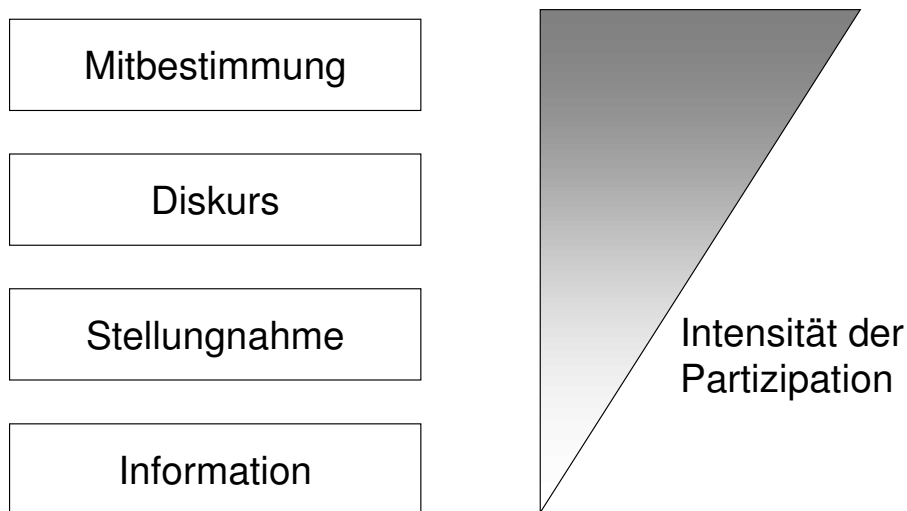 Mitbestimmung
Diskurs
Stellungnahme
Intensität der
Partizipation
Information